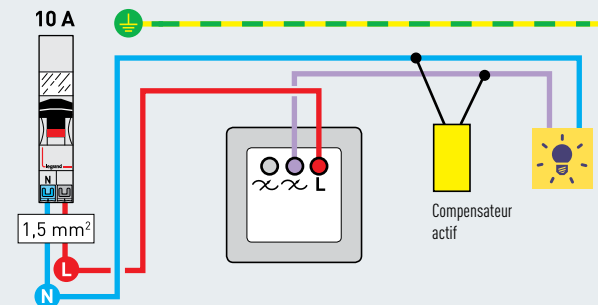 10 A
legrand
N
1,5 mm²
L
N
L
Compensateur
actif